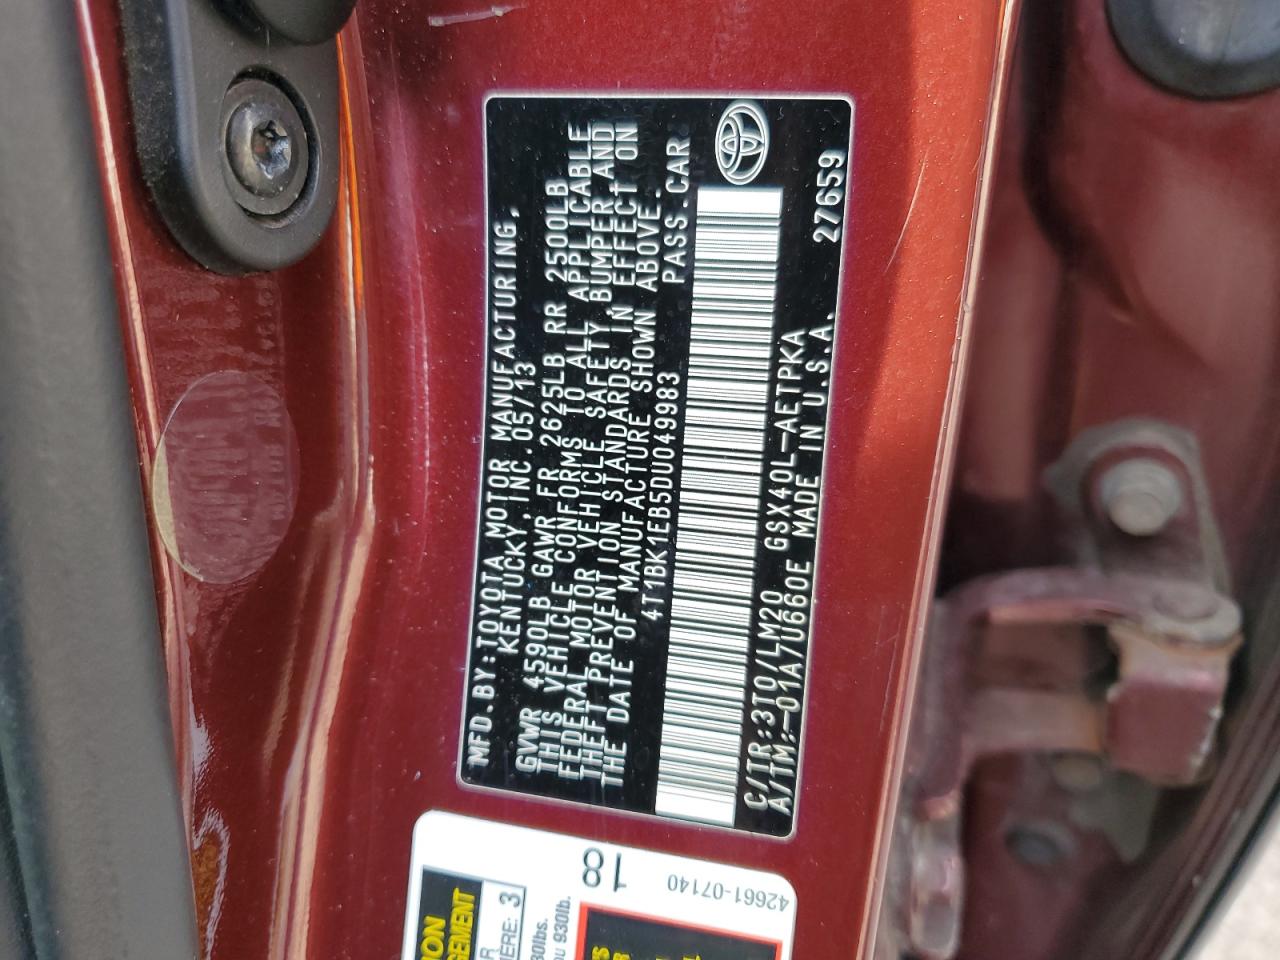 MFD.BY:TOYOTA MOTOR MANUFACTURING,
KENTUCKY,INC.05/13
GVWR 4590LB GAWR FR 2625LB RR 2500LB
THIS VEHICLE CONFORMS TO ALL APPLICABLE
FEDERAL MOTOR VEHICLE SAFETY,BUMPER,AND
THEFT PREVENTION STANDARDS IN EFFECT ON
THE DATE OF MANUFACTURE SHOWN ABOVE.
4T1BK1EB5DU049983 PASS.CAR
C/TR:3T0/LM20 GSX40L-AETPKA
A/TM:-01A/U660E MADE IN U.S.A. 27659
18
42661-07140
ÈRE: 3
930lb.